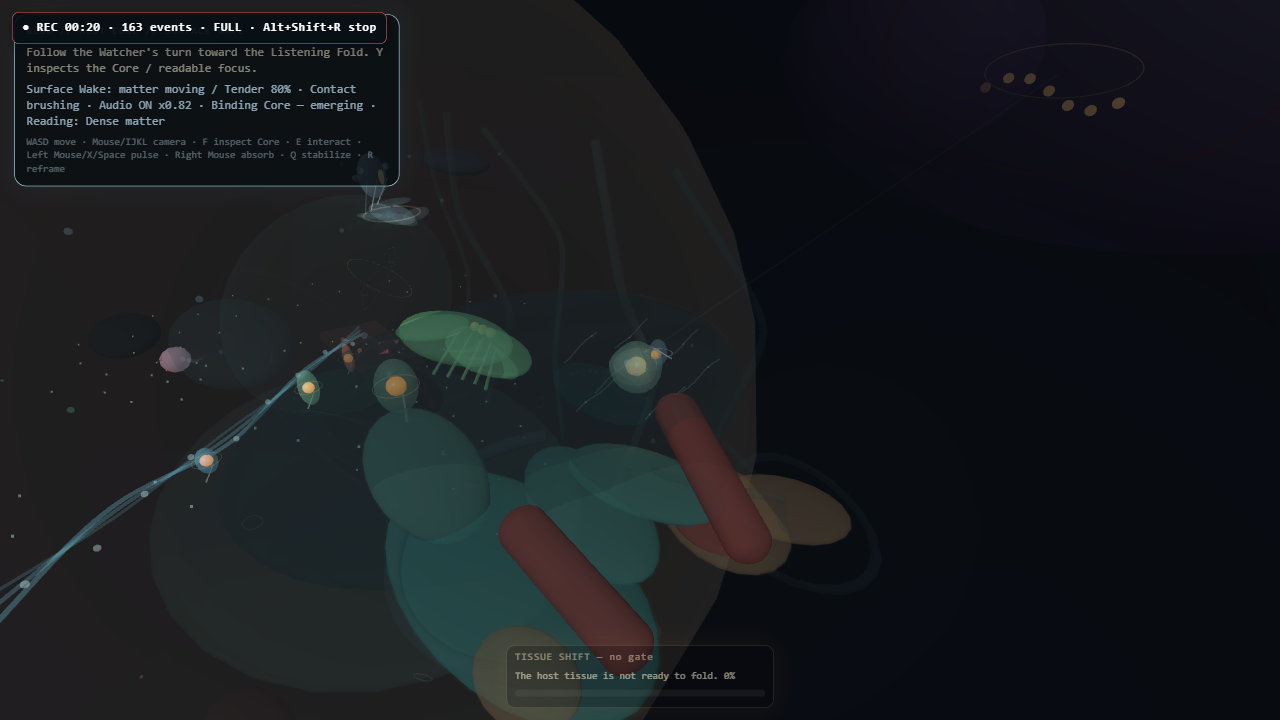 ● REC 00:20 · 163 events · FULL · Alt+Shift+R stop
Follow the Watcher's turn toward the Listening Fold. Y
inspects the Core / readable focus.
Surface Wake: matter moving / Tender 80% · Contact
brushing · Audio ON x0.82 · Binding Core — emerging ·
Reading: Dense matter
WASD move · Mouse/IJKL camera · F inspect Core · E interact ·
Left Mouse/X/Space pulse · Right Mouse absorb · Q stabilize · R
reframe
TISSUE SHIFT — no gate
The host tissue is not ready to fold. 0%